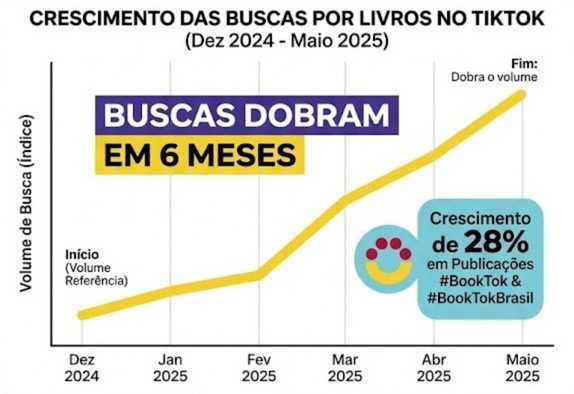 CRESCIMENTO DAS BUSCAS POR LIVROS NO TIKTOK
(Dez 2024 - Maio 2025)
Fim:
Dobra o volume
BUSCAS DOBRAM
EM 6 MESES
Volume de Busca (Índice)
Início
(Volume
Referência)
Crescimento
de 28%
em Publicações
#BookTok &
#BookTokBrasil
Dez
2024
Jan
2025
Fev
2025
Mar
2025
Abr
2025
Maio
2025